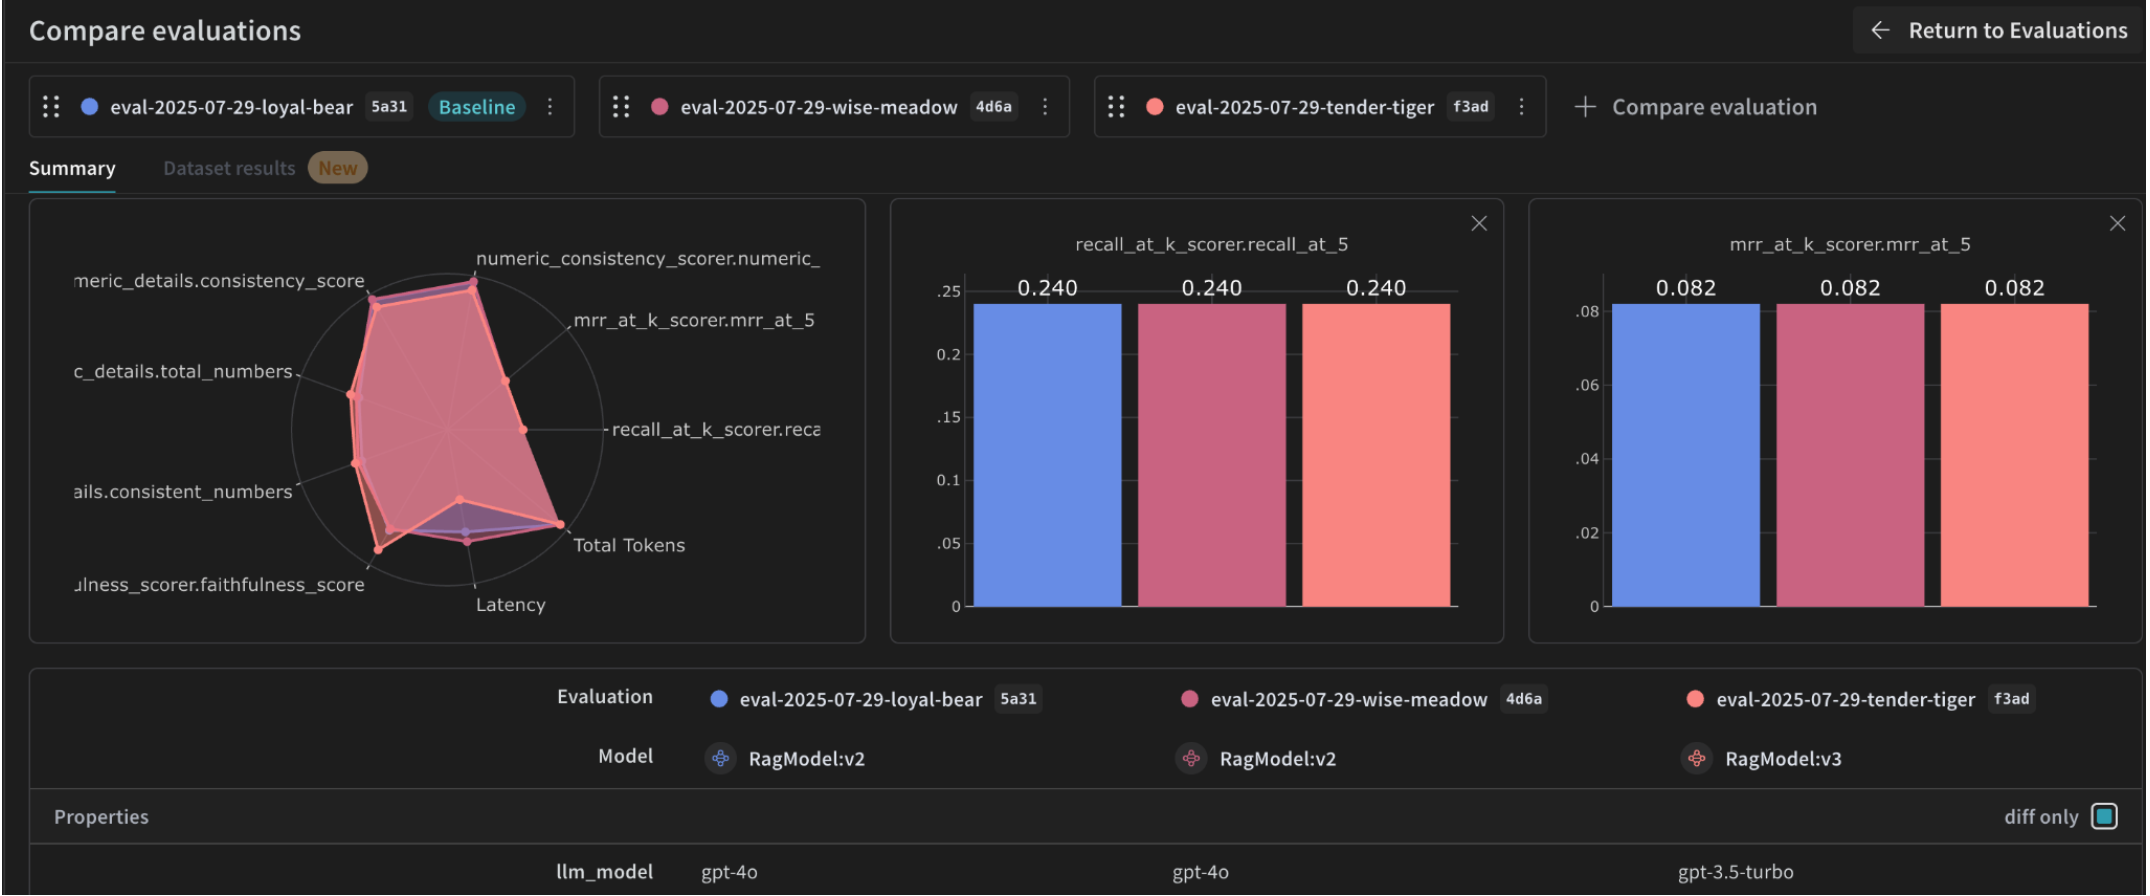 Compare evaluations
← Return to Evaluations
eval-2025-07-29-loyal-bear 5a31 Baseline
eval-2025-07-29-wise-meadow 4d6a
eval-2025-07-29-tender-tiger f3ad
+ Compare evaluation
Summary
Dataset results New
numeric_consistency_scorer.numeric_
meric_details.consistency_score
mrr_at_k_scorer.mrr_at_5
c_details.total_numbers
recall_at_k_scorer.reca
ails.consistent_numbers
Total Tokens
ulness_scorer.faithfulness_score
Latency
recall_at_k_scorer.recall_at_5
0.240 0.240 0.240
.25
0.2
.15
0.1
.05
0
mrr_at_k_scorer.mrr_at_5
0.082 0.082 0.082
.08
.06
.04
.02
0
Evaluation eval-2025-07-29-loyal-bear 5a31 eval-2025-07-29-wise-meadow 4d6a eval-2025-07-29-tender-tiger f3ad
Model RagModel:v2 RagModel:v2 RagModel:v3
Properties diff only
llm_model gpt-4o gpt-4o gpt-3.5-turbo